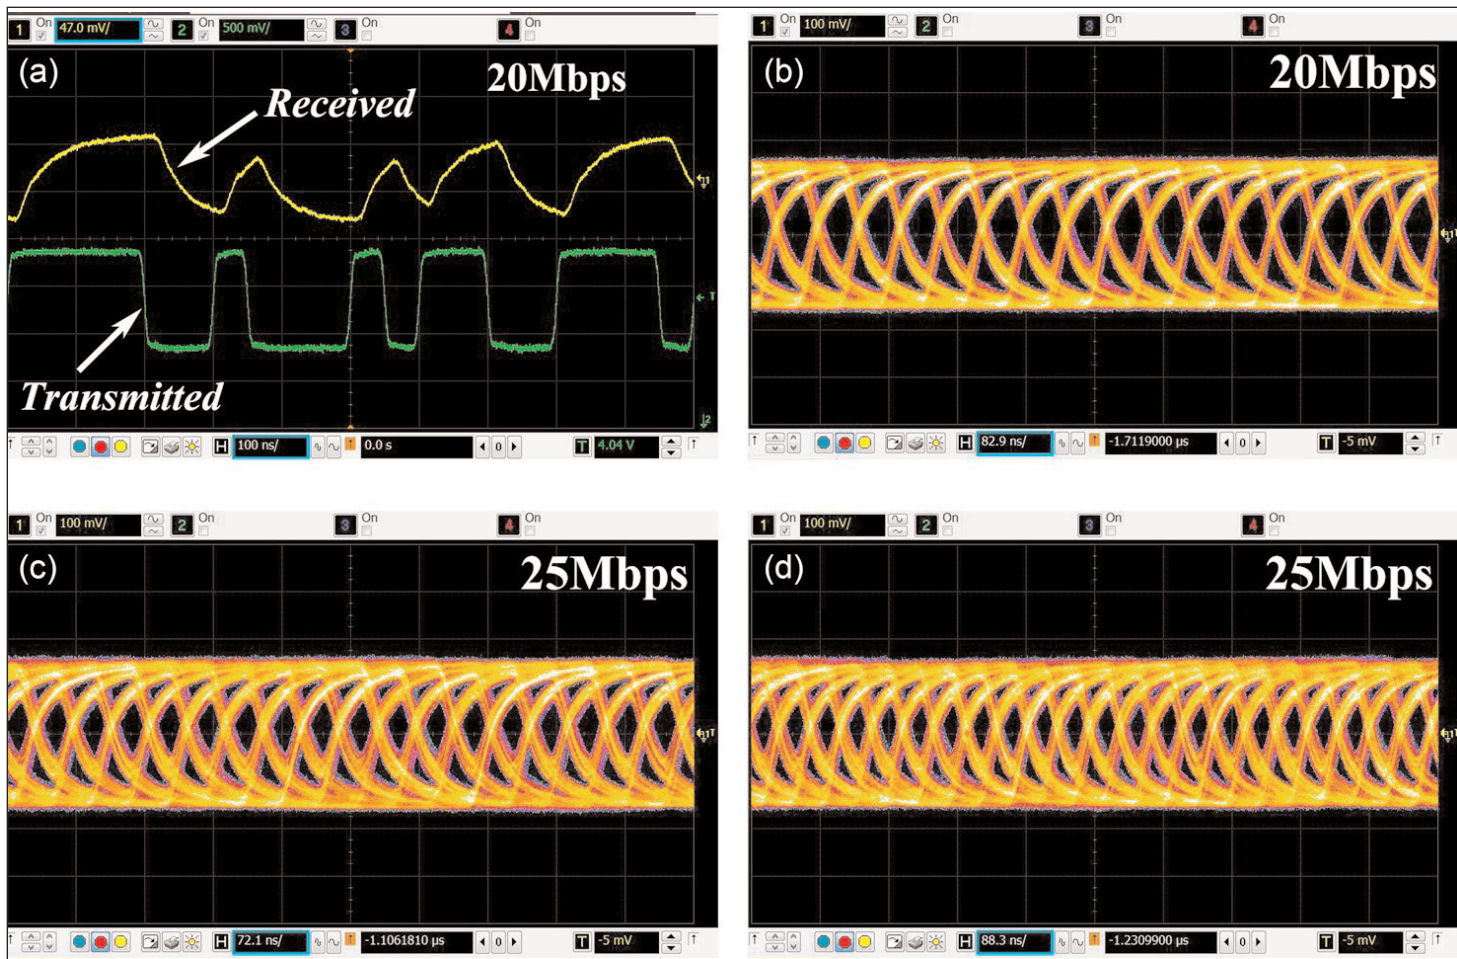 On On On
1 47.0 mV/ 2 500 mV/ 3 4
(a) 20Mbps
Received
Transmitted
H 100 ns/ 0.0 s 0 T 4.04 V
On On On
1 100 mV/ 2 3 4
(b) 20Mbps
H 82.9 ns/ -1.7119000 µs 0 T -5 mV
On On On On
1 100 mV/ 2 3 4
(c) 25Mbps
H 72.1 ns/ -1.1061810 µs 0 T -5 mV
On On On On
1 100 mV/ 2 3 4
(d) 25Mbps
H 88.3 ns/ -1.2309900 µs 0 T -5 mV